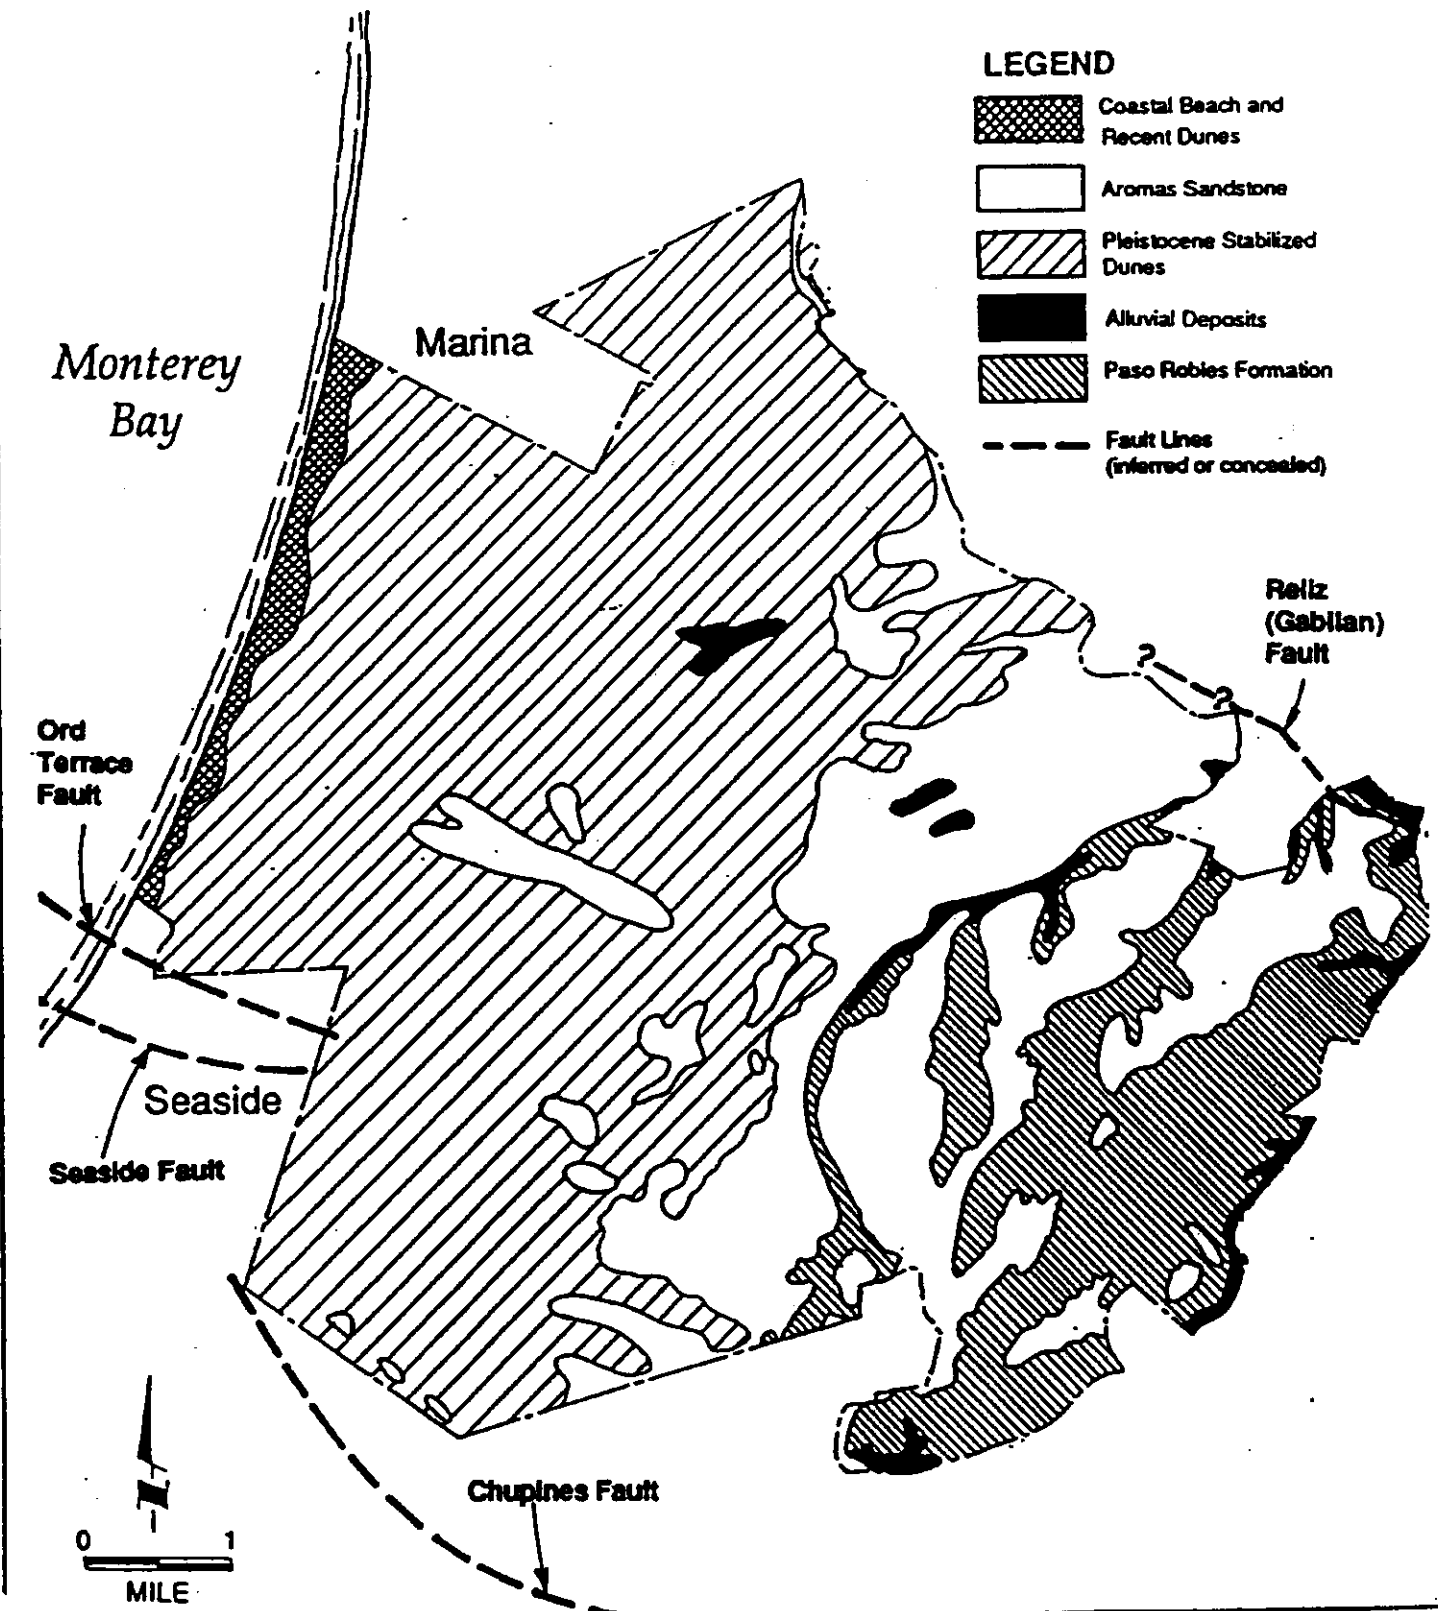 LEGEND
Coastal Beach and
Recent Dunes
Aromas Sandstone
Pleistocene Stabilized
Dunes
Alluvial Deposits
Paso Robles Formation
Fault Lines
(inferred or concealed)
Marina
Monterey
Bay
Reliz
(Gabilan)
Fault
?
?
Ord
Terrace
Fault
Seaside
Seaside Fault
Chupines Fault
N
0 1
MILE